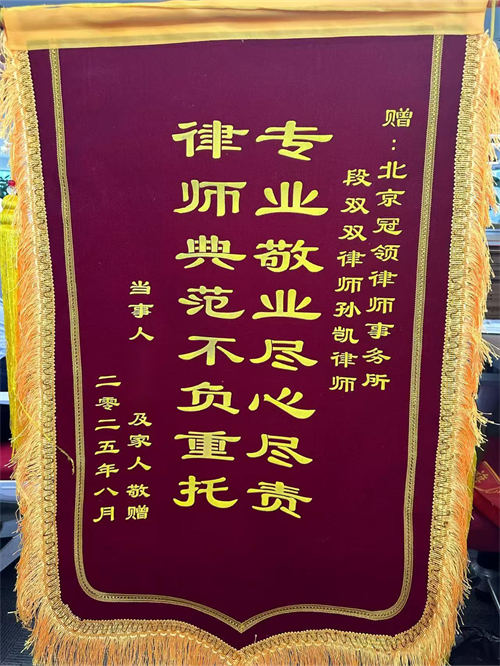 赠：北京冠领律师事务所
段双双律师孙凯律师
专业敬业尽心尽责
律师典范不负重托
当事人 及家人敬赠
二零二五年八月